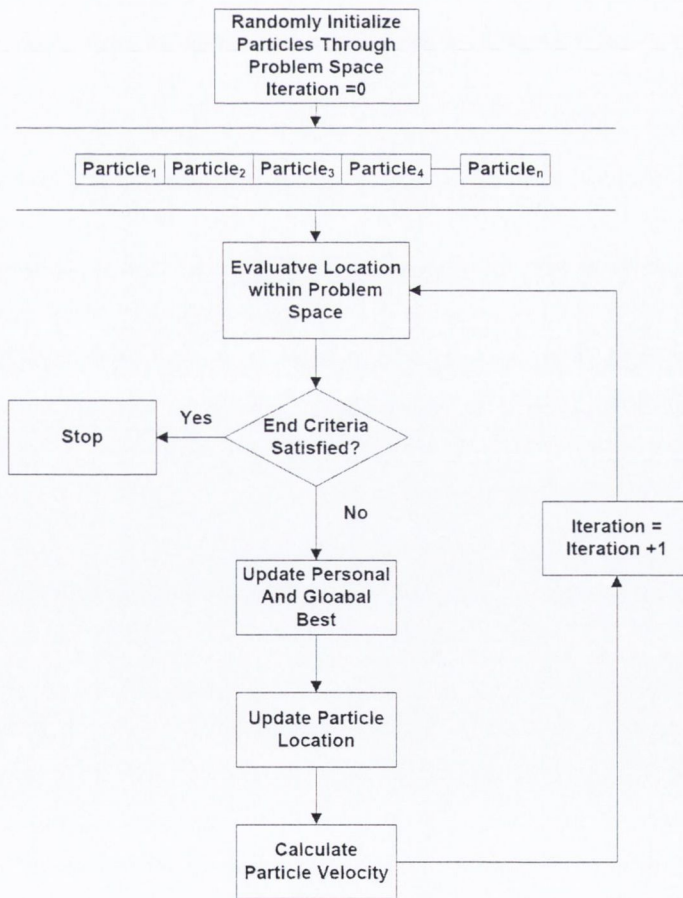 Randomly Initialize
Particles Through
Problem Space
Iteration =0
Particle₁ Particle₂ Particle₃ Particle₄ Particleₙ
Evaluatve Location
within Problem
Space
End Criteria
Satisfied?
Yes
Stop
No
Iteration =
Iteration +1
Update Personal
And Gloabal
Best
Update Particle
Location
Calculate
Particle Velocity